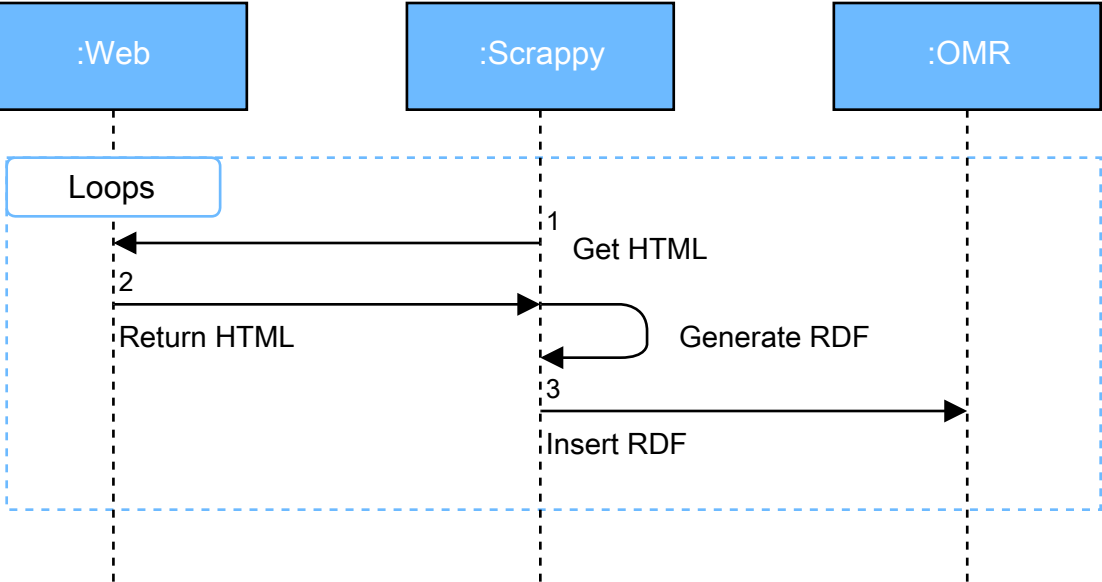 :Web
:Scrappy
:OMR
Loops
1
Get HTML
2
Return HTML
Generate RDF
3
Insert RDF